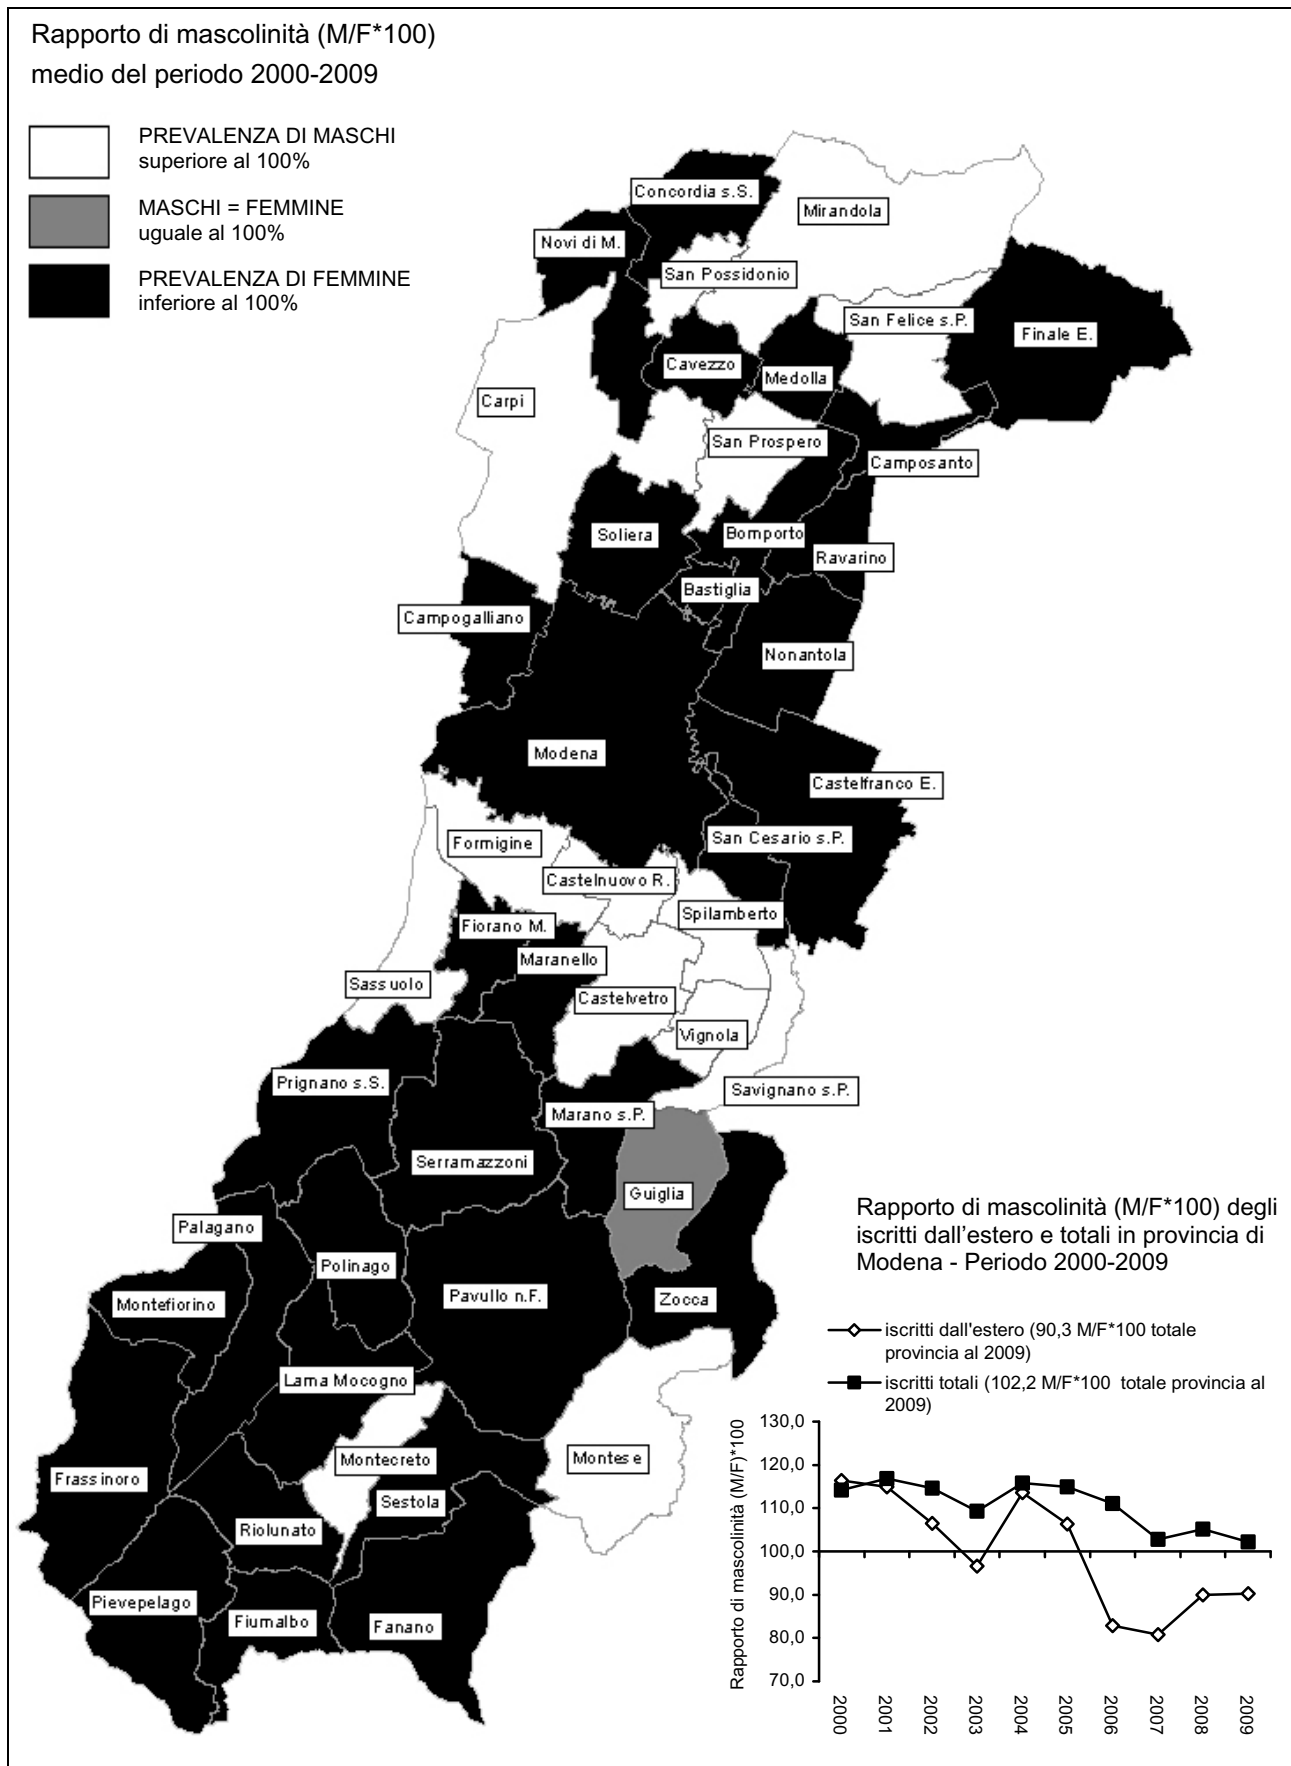 Rapporto di mascolinità (M/F*100)
medio del periodo 2000-2009
PREVALENZA DI MASCHI
superiore al 100%
MASCHI = FEMMINE
uguale al 100%
PREVALENZA DI FEMMINE
inferiore al 100%
Concordia s.S.
Mirandola
Novi di M.
San Possidonio
San Felice s.P.
Finale E.
Cavezzo
Medolla
Carpi
San Prospero
Camposanto
Soliera
Bomporto
Ravarino
Bastiglia
Campogalliano
Nonantola
Modena
Castelfranco E.
San Cesario s.P.
Formigine
Castelnuovo R.
Spilamberto
Fiorano M.
Maranello
Sassuolo
Castelvetro
Vignola
Prignano s.S.
Savignano s.P.
Marano s.P.
Serramazzoni
Guiglia
Palagano
Polinago
Montefiorino
Pavullo n.F.
Zocca
Lama Mocogno
Montecreto
Montese
Frassinoro
Sestola
Riolunato
Pievepelago
Fiumalbo
Fanano
Rapporto di mascolinità (M/F*100) degli
iscritti dall'estero e totali in provincia di
Modena - Periodo 2000-2009
iscritti dall'estero (90,3 M/F*100 totale
provincia al 2009)
iscritti totali (102,2 M/F*100 totale provincia al
2009)
Rapporto di mascolinità (M/F)*100
130,0
120,0
110,0
100,0
90,0
80,0
70,0
2000
2001
2002
2003
2004
2005
2006
2007
2008
2009